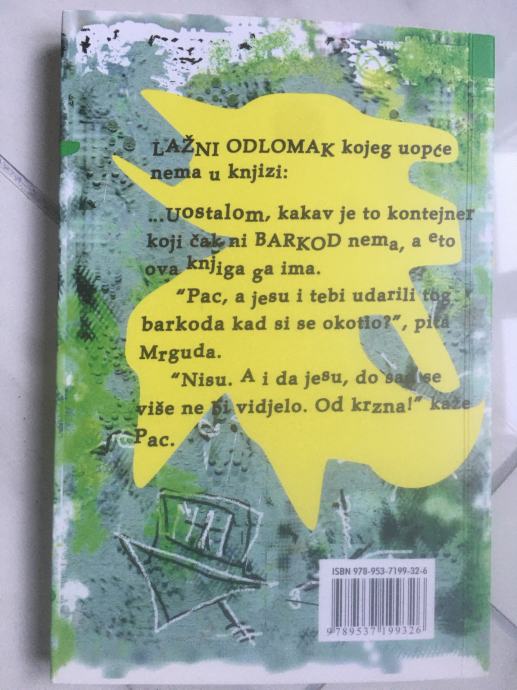 LAŽNI ODLOMAK kojeg uopće
nema u knjizi:
...Uostalom, kakav je to kontejner
koji čak ni BARKOD nema, a eto
ova knjiga ga ima.
“Pac, a jesu i tebi udarili tog
barkoda kad si se okotio?”, pita
Mrguda.
“Nisu. A i da jesu, do sad se
više ne bi vidjelo. Od krzna!” kaže
Pac.
ISBN 978-953-7199-32-6
9 789537 199326